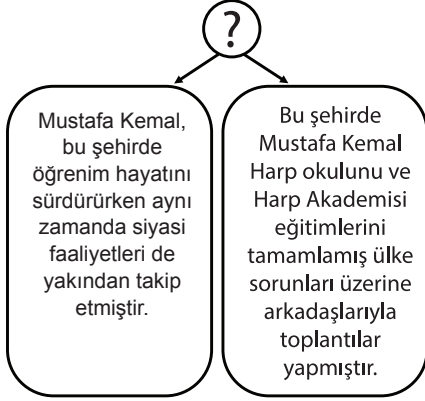 ?
Mustafa Kemal,
bu şehirde
öğrenim hayatını
sürdürürken aynı
zamanda siyasi
faaliyetleri de
yakından takip
etmiştir.
Bu şehirde
Mustafa Kemal
Harp okulunu ve
Harp Akademisi
eğitimlerini
tamamlamış ülke
sorunları üzerine
arkadaşlarıyla
toplantılar
yapmıştır.